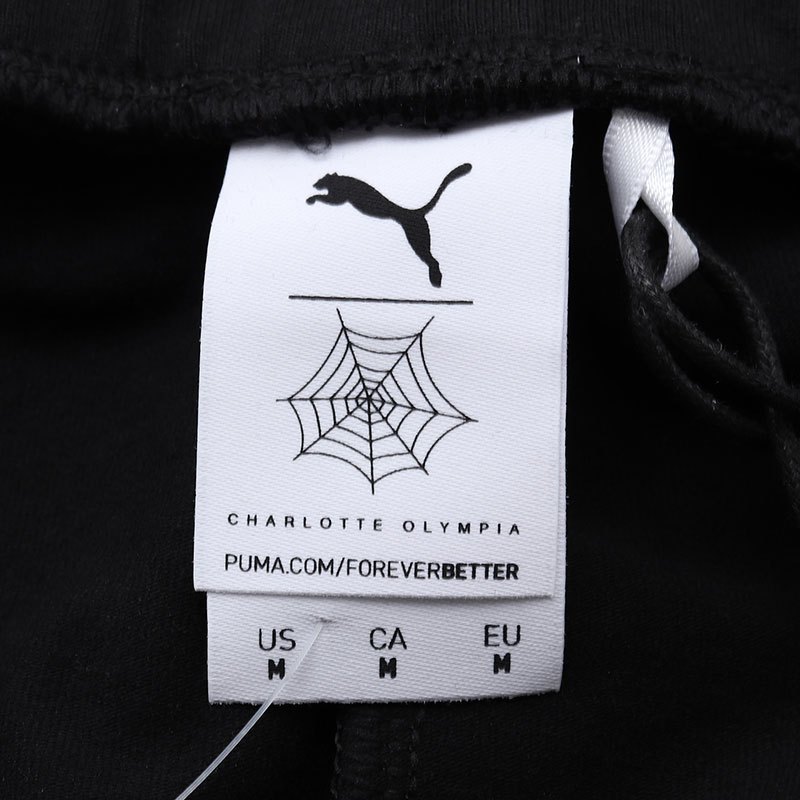 CHARLOTTE OLYMPIA
PUMA.COM/FOREVERBETTER
US CA EU
M M M